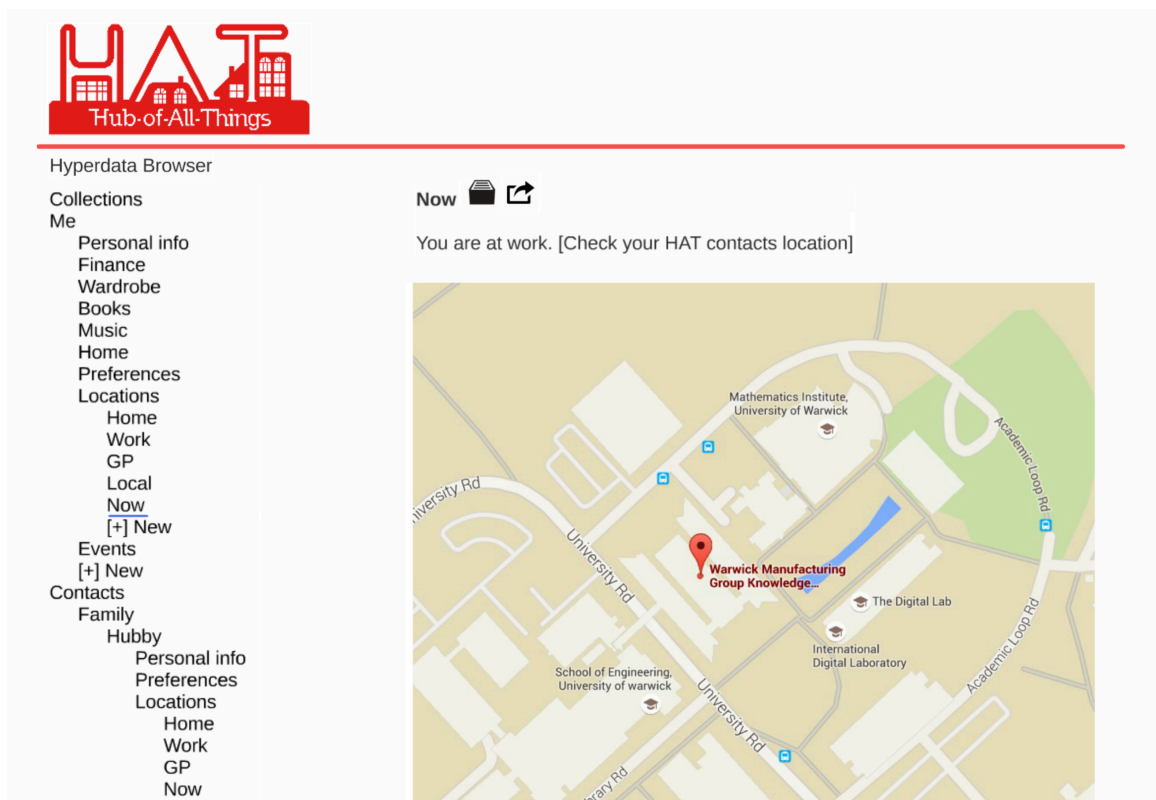 HAT
Hub-of-All-Things
Hyperdata Browser
Collections
Me
Personal info
Finance
Wardrobe
Books
Music
Home
Preferences
Locations
Home
Work
GP
Local
Now
[+] New
Events
[+] New
Contacts
Family
Hubby
Personal info
Preferences
Locations
Home
Work
GP
Now
Now
You are at work. [Check your HAT contacts location]
Mathematics Institute,
University of Warwick
Academic Loop Rd
niversity Rd
University Rd
Warwick Manufacturing
Group Knowledge...
The Digital Lab
International
Digital Laboratory
Academic Loop Rd
School of Engineering,
University of warwick
University Rd
brary Rd